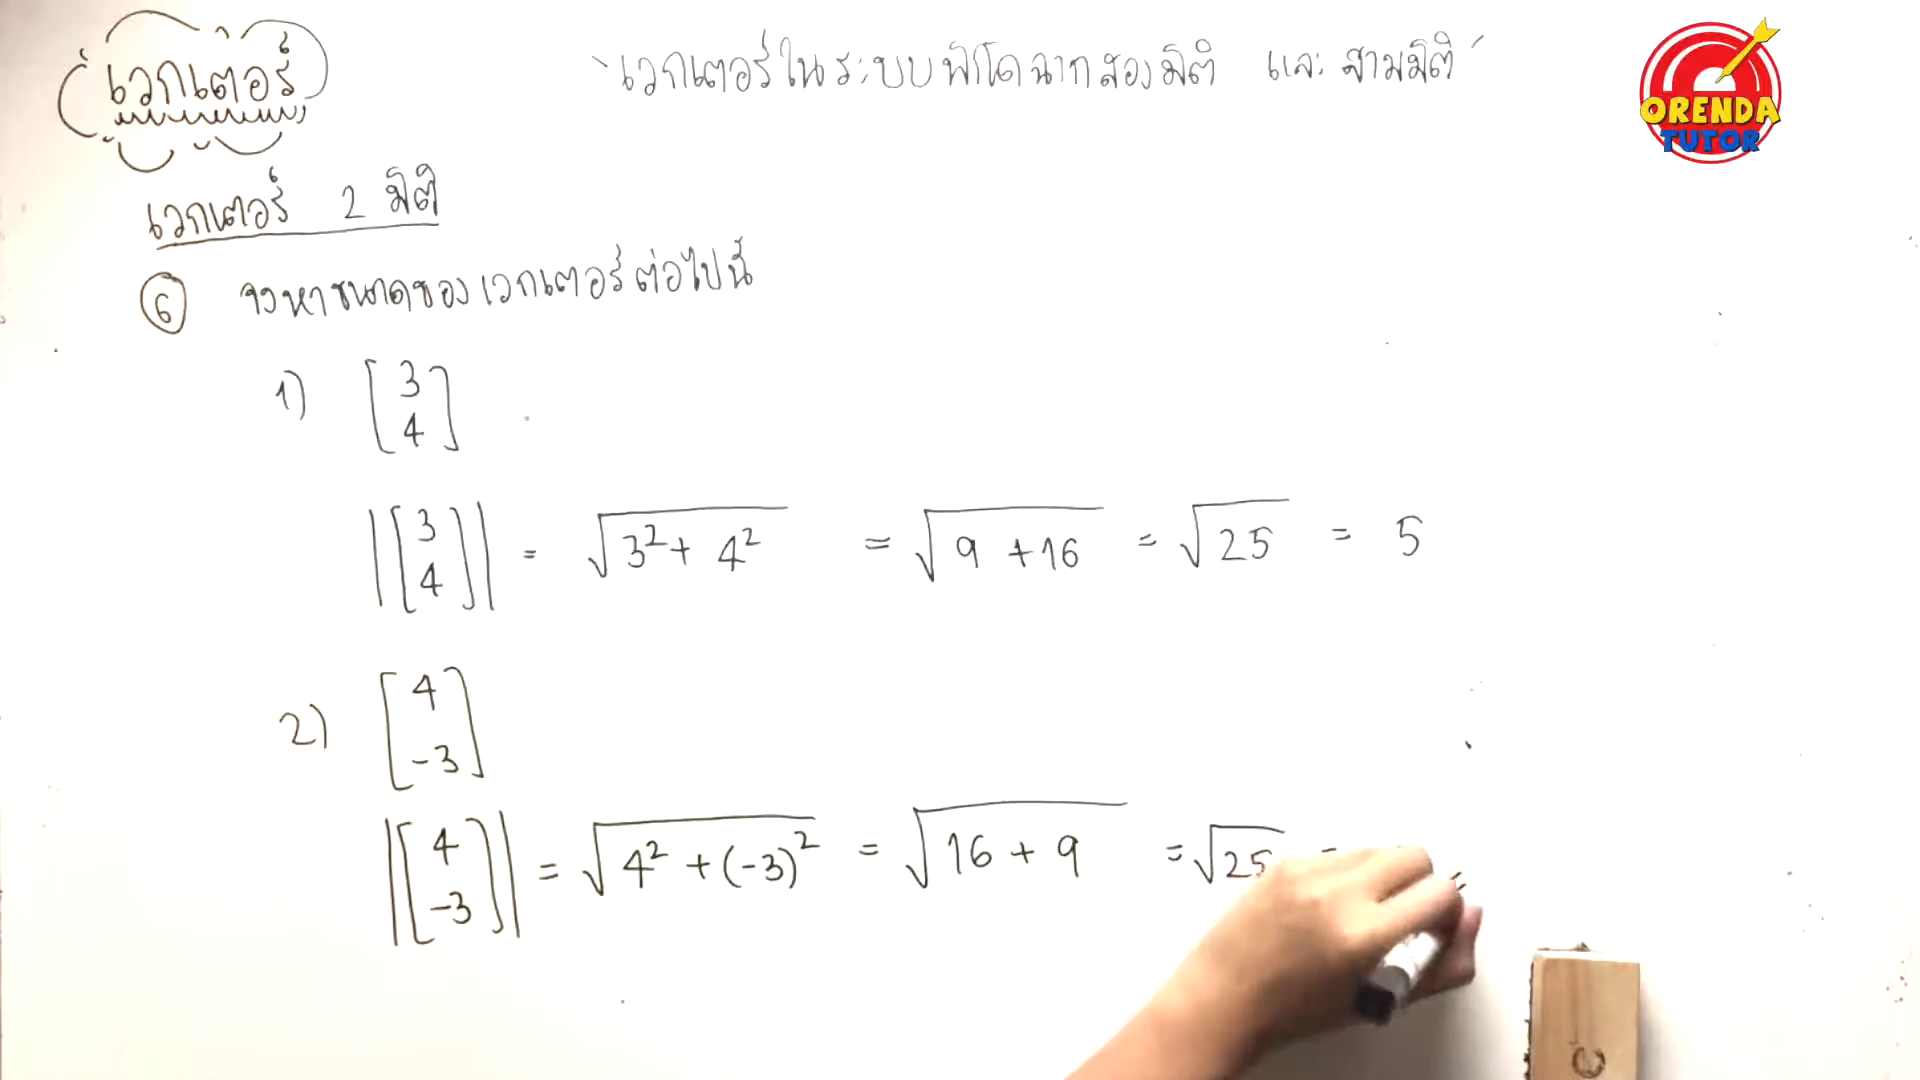 เวกเตอร์
"เวกเตอร์ในระบบพิกัดฉากสองมิติ และ สามมิติ"
ORENDA
TUTOR
เวกเตอร์ 2 มิติ
⑥ จงหาขนาดของเวกเตอร์ต่อไปนี้
1) [3 4]
|[3 4]| = √(3² + 4²) = √(9 + 16) = √25 = 5
2) [4 -3]
|[4 -3]| = √(4² + (-3)²) = √(16 + 9) = √25 =